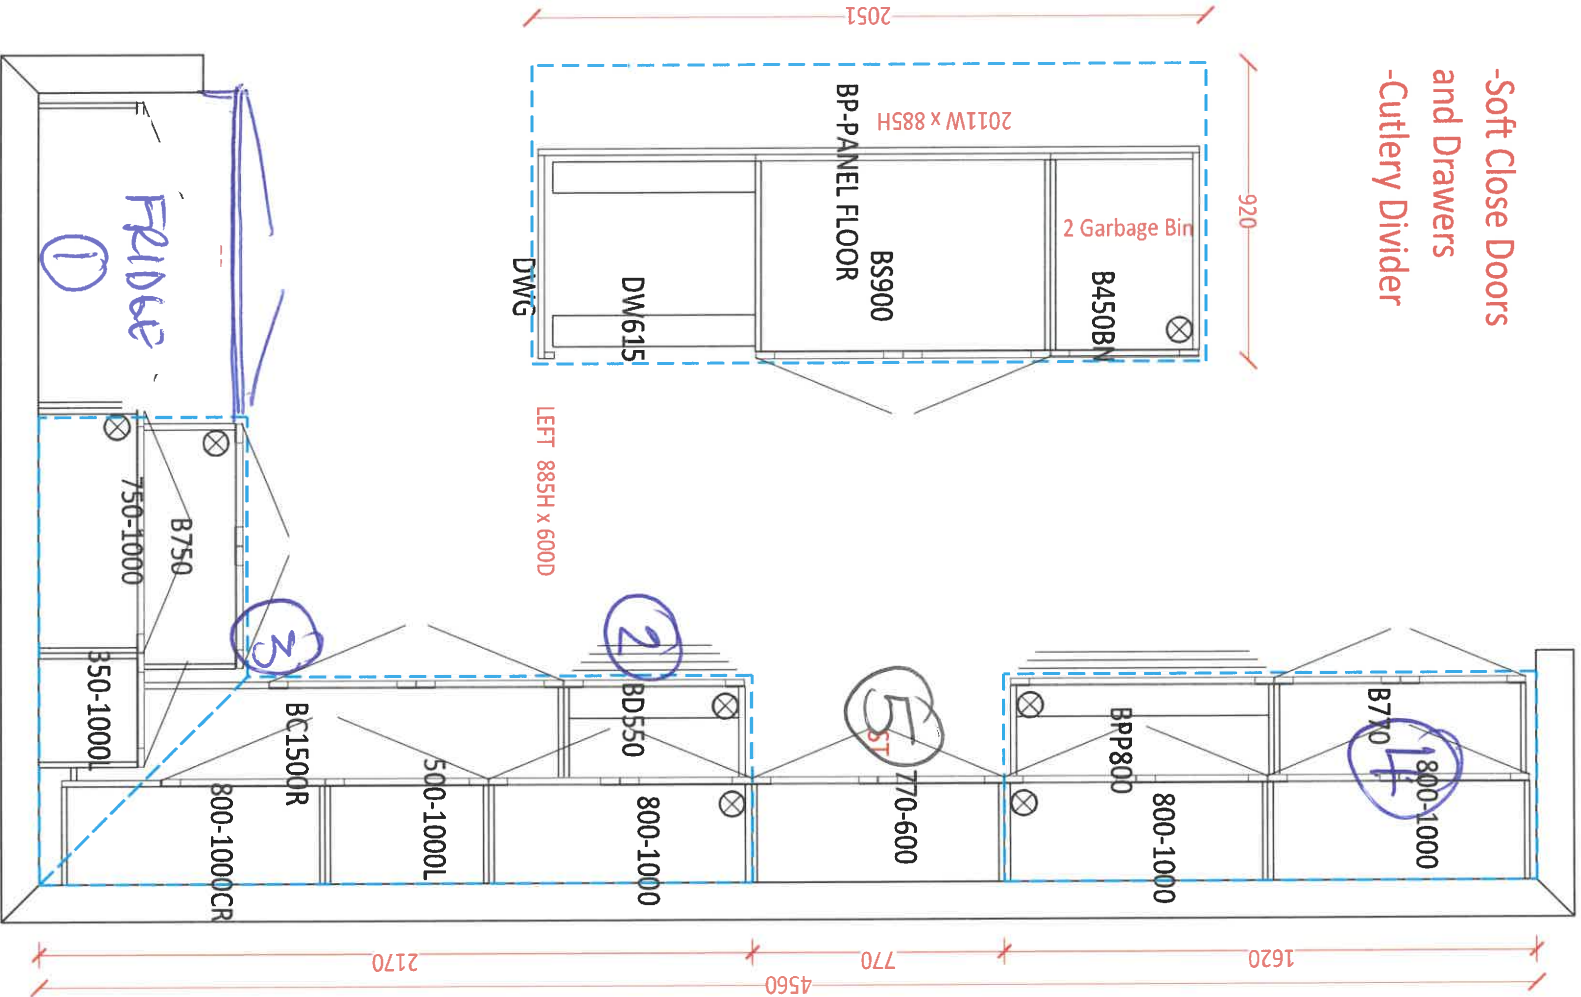 -Soft Close Doors
and Drawers
-Cutlery Divider
2051
920
2011W x 885H
BP-PANEL FLOOR
2 Garbage Bin
BS900
B450BN
DW615
DWG
LEFT 885H x 600D
FRIDGE
1
750-1000
B750
350-1000L
3
2
BC1500R
BD550
5
ST
BPP800
B770
4
800-1000CR
500-1000L
800-1000
770-600
800-1000
800-1000
2170
770
1620
4560